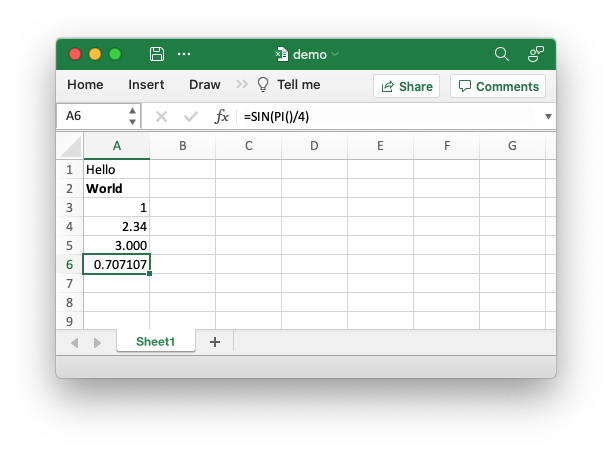 demo
Home Insert Draw Tell me Share Comments
A6 fx =SIN(PI()/4)
A B C D E F G
1 Hello
2 World
3 1
4 2.34
5 3.000
6 0.707107
7
8
9
Sheet1 +